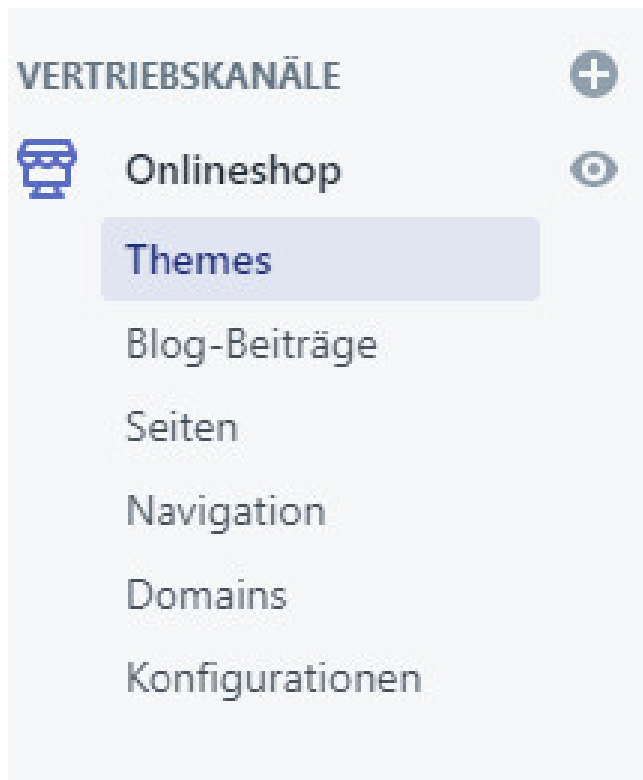 VERTRIEBSKANÄLE
Onlineshop
Themes
Blog-Beiträge
Seiten
Navigation
Domains
Konfigurationen